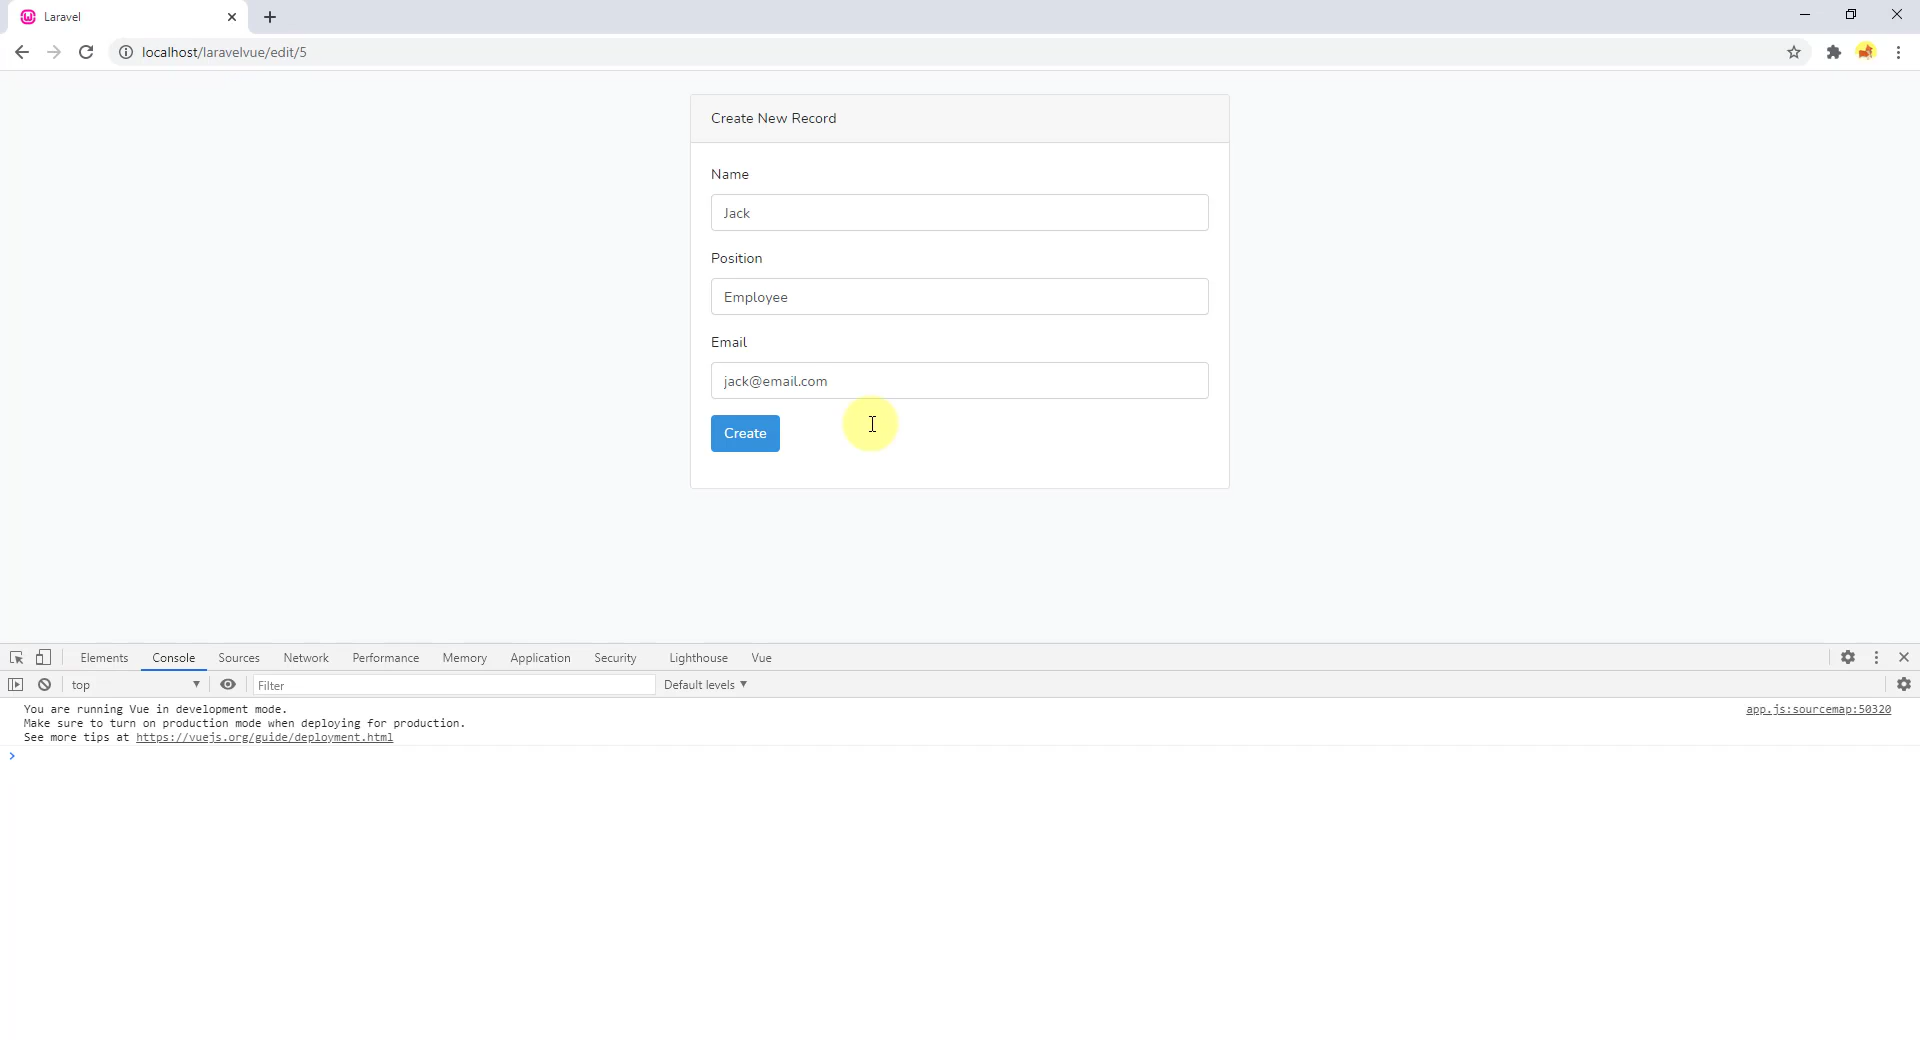 Laravel
localhost/laravelvue/edit/5
Create New Record
Name
Jack
Position
Employee
Email
jack@email.com
Create
Elements Console Sources Network Performance Memory Application Security Lighthouse Vue
top Filter Default levels
You are running Vue in development mode. app.js:sourcemap:50320
Make sure to turn on production mode when deploying for production.
See more tips at https://vuejs.org/guide/deployment.html